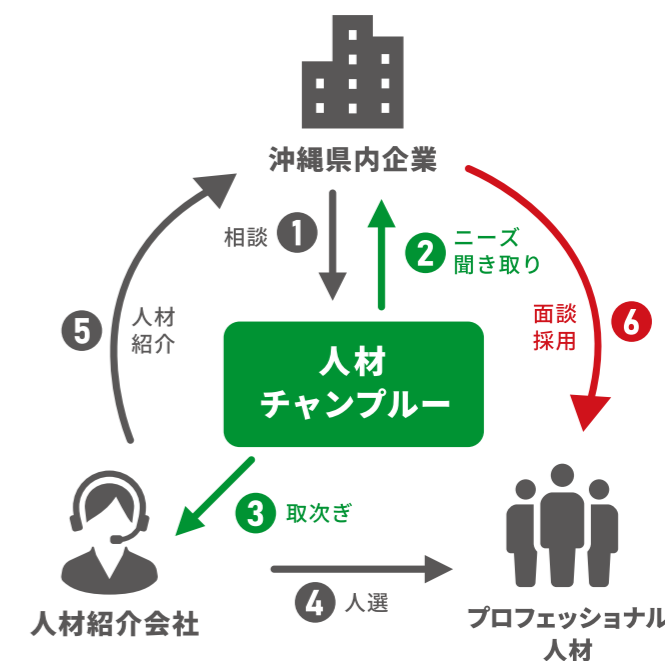 沖縄県内企業
相談 1
2 ニーズ
聞き取り
5 人材
紹介
面談
採用 6
人材
チャンプルー
3 取次ぎ
4 人選
人材紹介会社
プロフェッショナル
人材